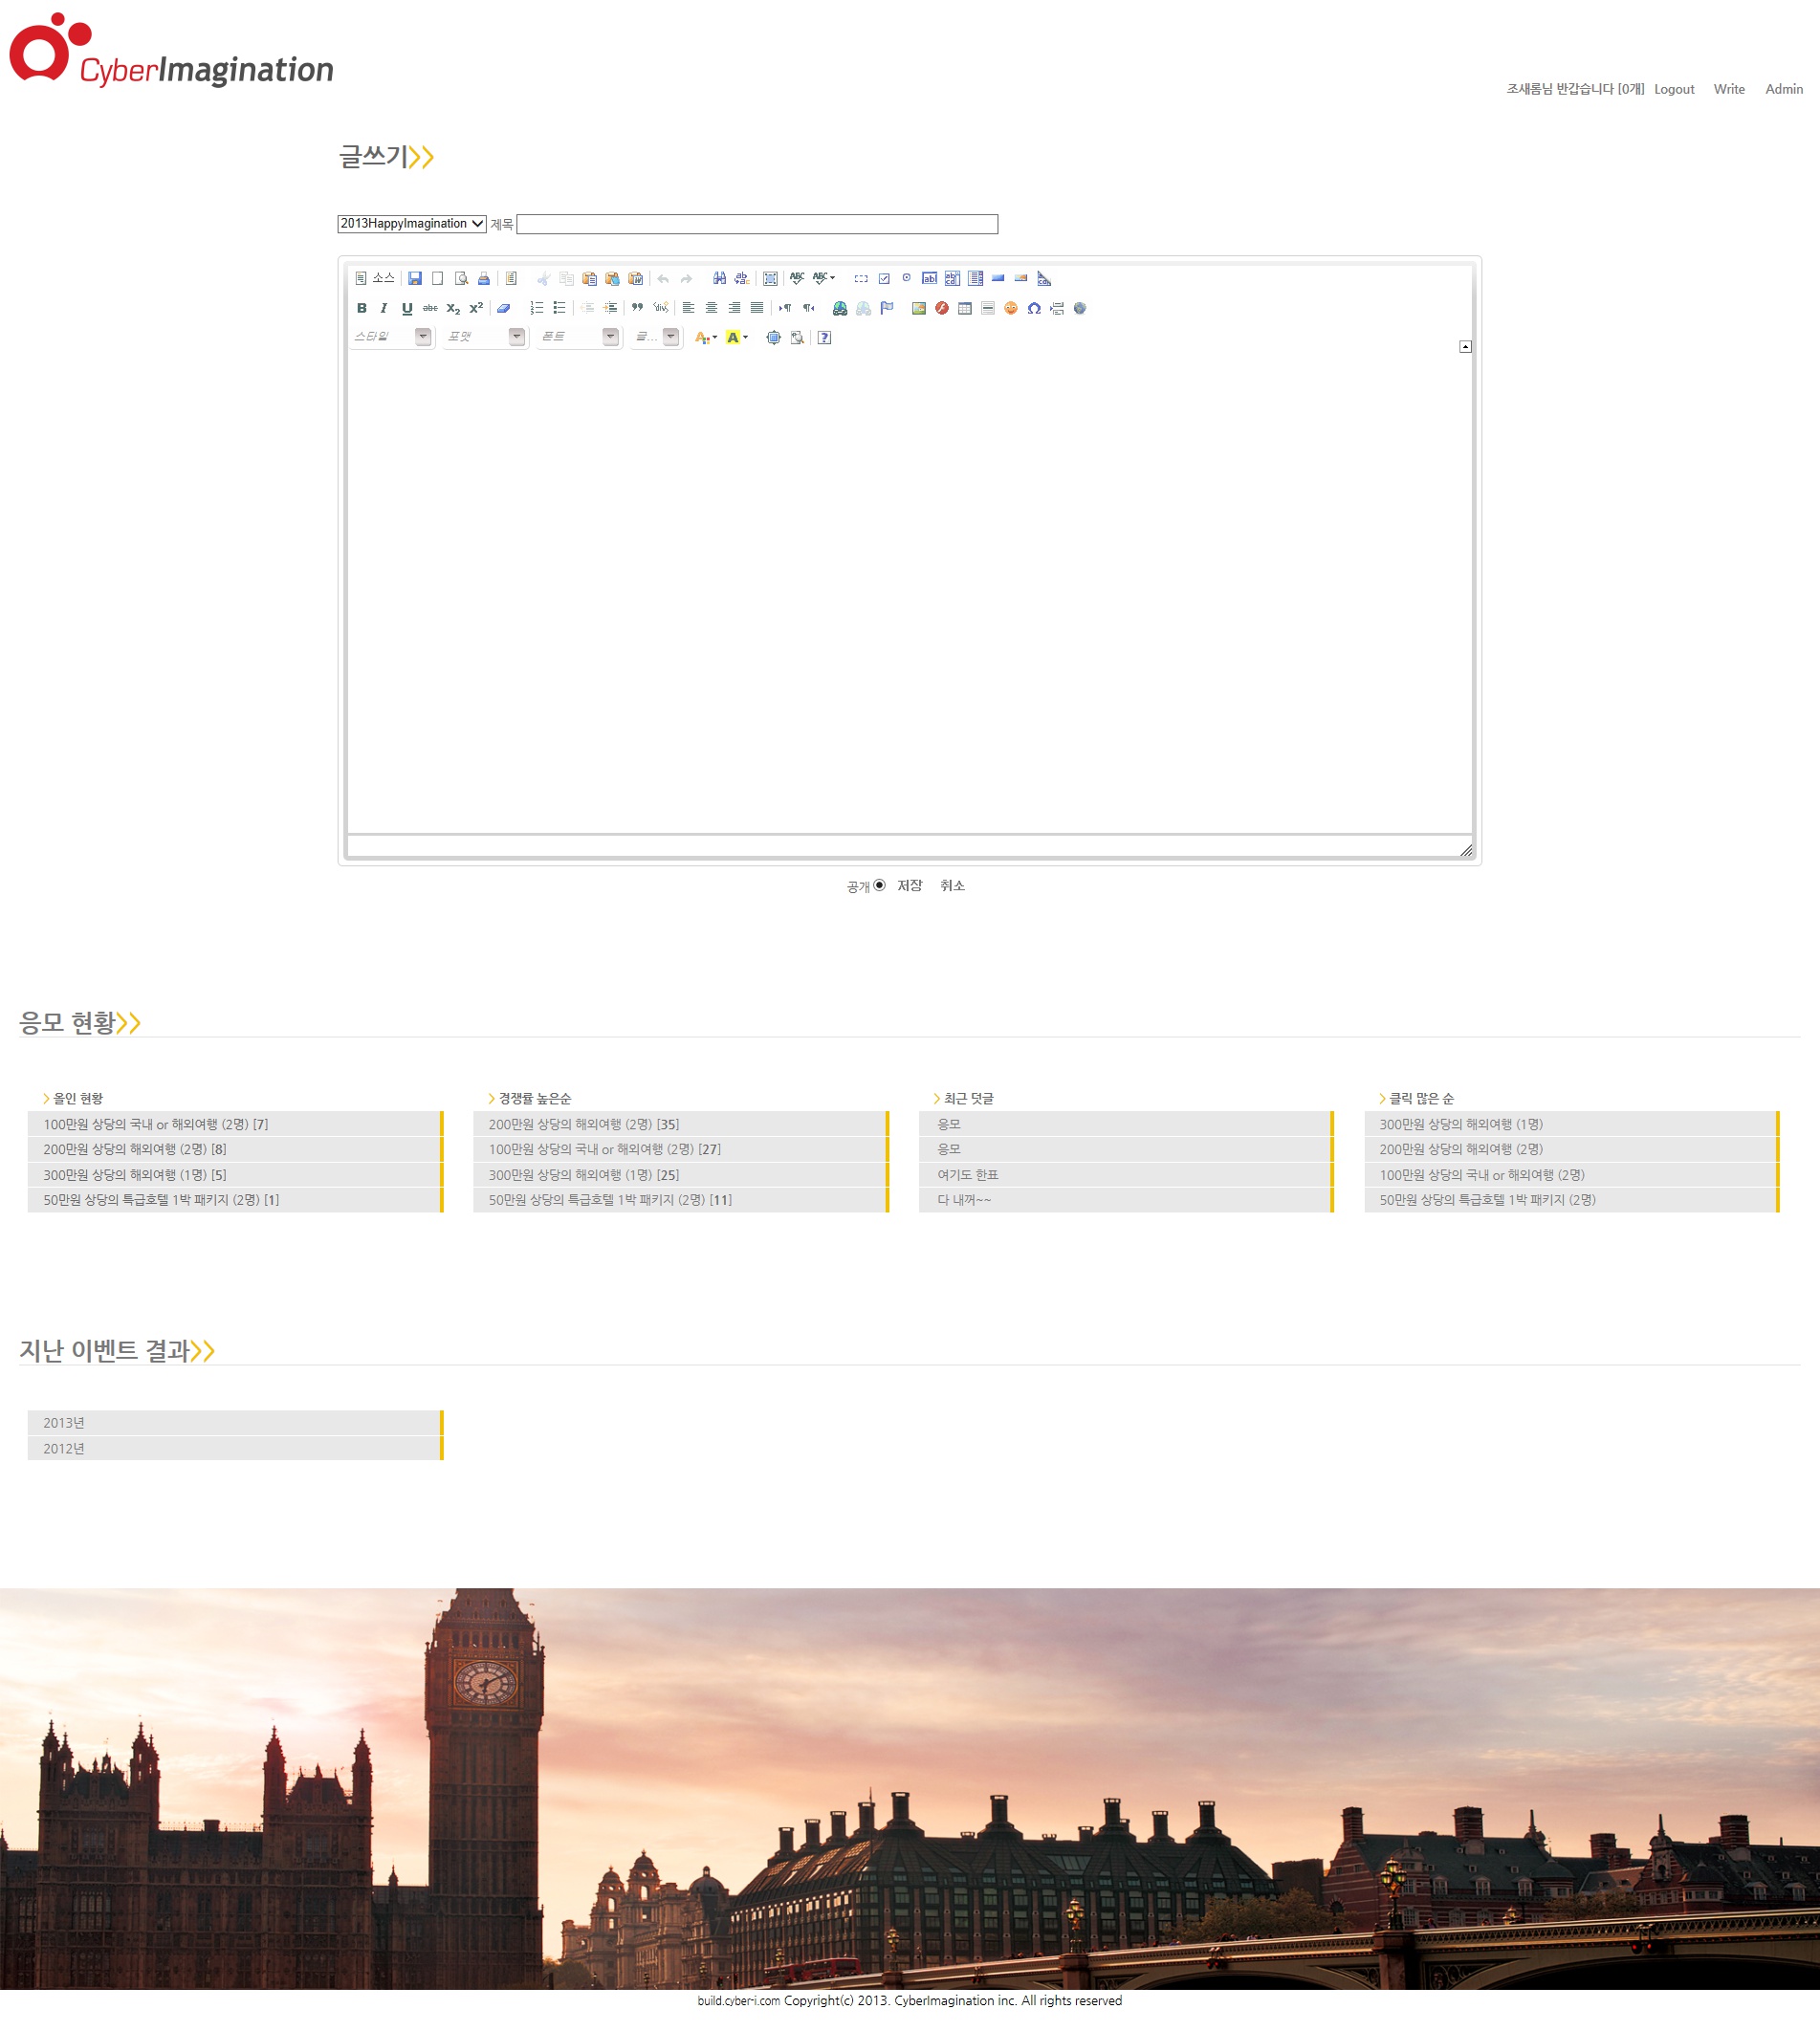 CyberImagination
조새롬님 반갑습니다 [0개] Logout Write Admin
글쓰기>>
2013HappyImagination 제목
소스 ABC ABC
B I U abc X2 X2
스타일 포맷 폰트 글... A A ?
공개 저장 취소
응모 현황>>
> 올인 현황
100만원 상당의 국내 or 해외여행 (2명) [7]
200만원 상당의 해외여행 (2명) [8]
300만원 상당의 해외여행 (1명) [5]
50만원 상당의 특급호텔 1박 패키지 (2명) [1]
> 경쟁률 높은순
200만원 상당의 해외여행 (2명) [35]
100만원 상당의 국내 or 해외여행 (2명) [27]
300만원 상당의 해외여행 (1명) [25]
50만원 상당의 특급호텔 1박 패키지 (2명) [11]
> 최근 덧글
응모
응모
여기도 한표
다 내꺼~~
> 클릭 많은 순
300만원 상당의 해외여행 (1명)
200만원 상당의 해외여행 (2명)
100만원 상당의 국내 or 해외여행 (2명)
50만원 상당의 특급호텔 1박 패키지 (2명)
지난 이벤트 결과>>
2013년
2012년
build.cyber-i.com Copyright(c) 2013. CyberImagination inc. All rights reserved